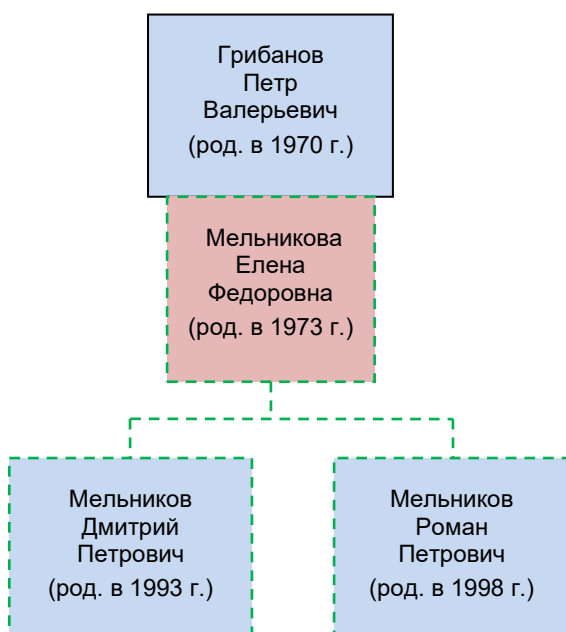 Грибанов
Петр
Валерьевич
(род. в 1970 г.)
Мельникова
Елена
Федоровна
(род. в 1973 г.)
Мельников
Дмитрий
Петрович
(род. в 1993 г.)
Мельников
Роман
Петрович
(род. в 1998 г.)